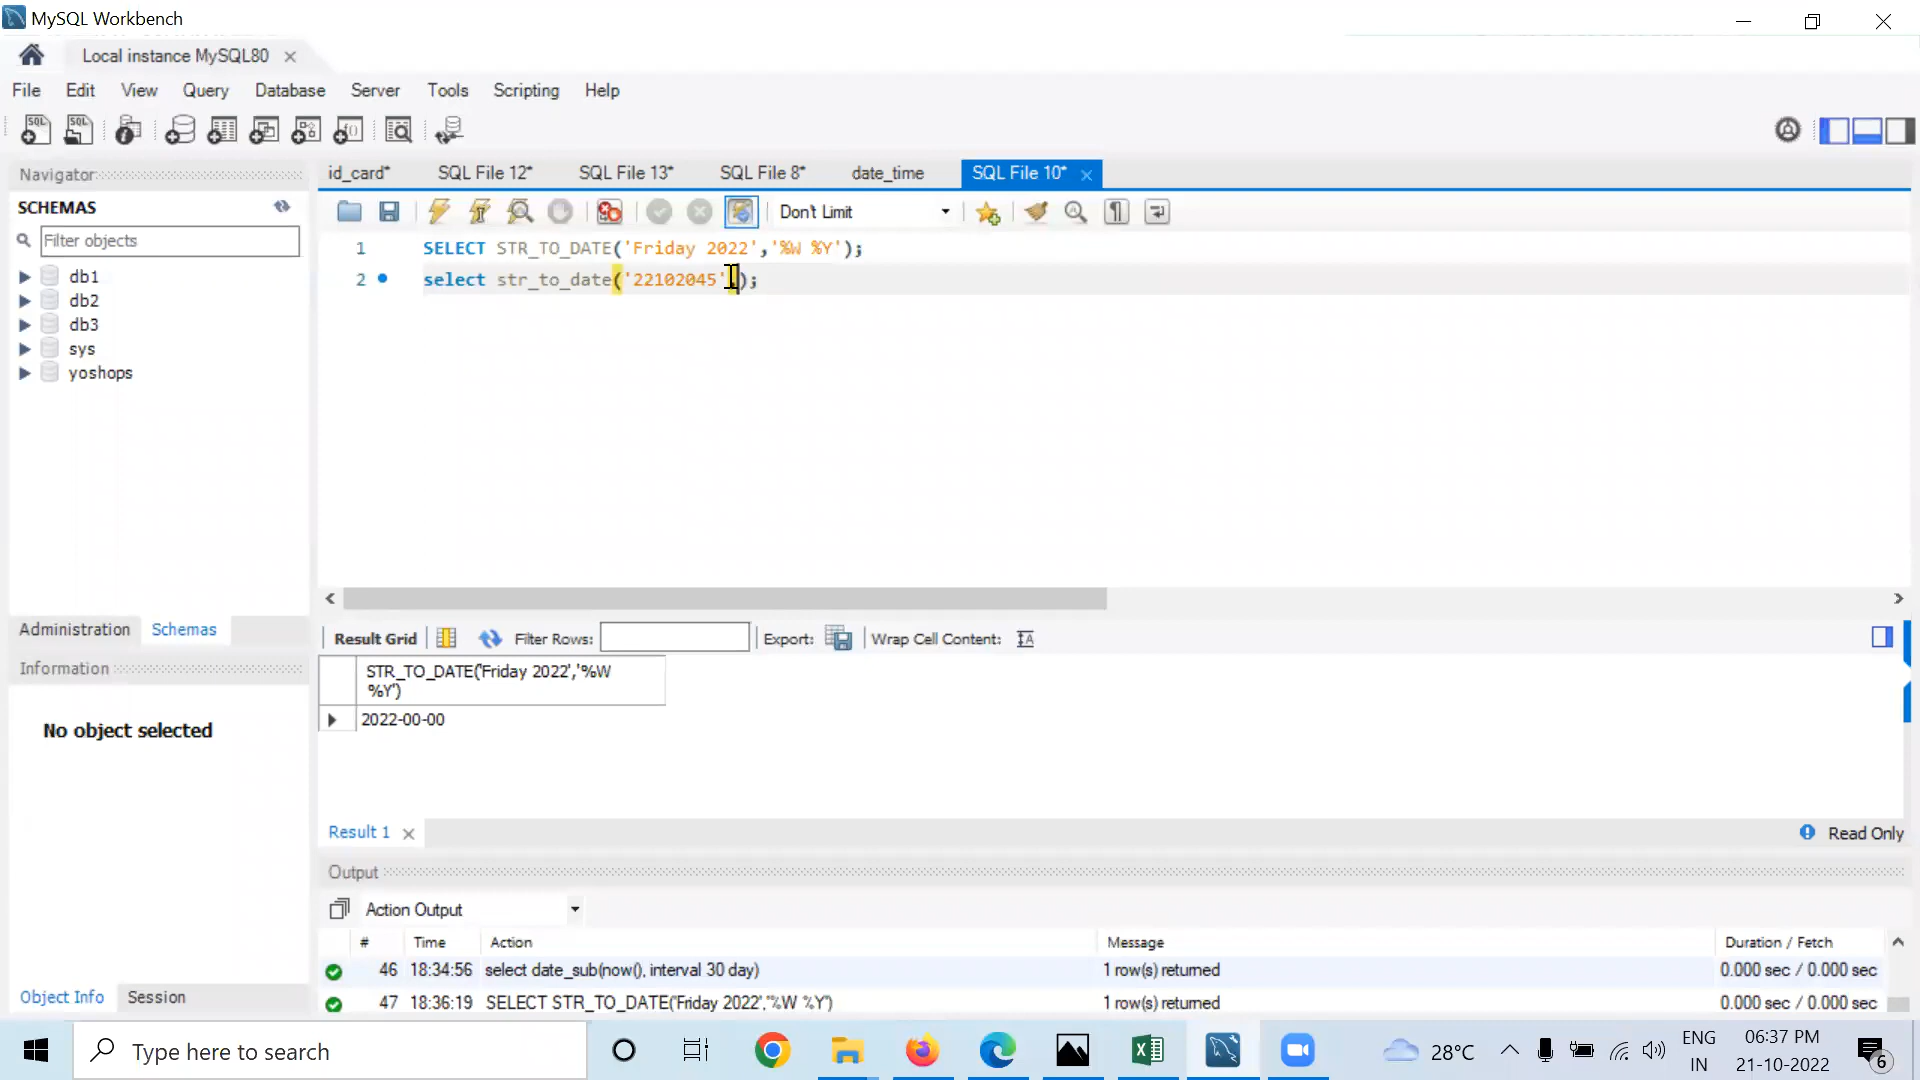 MySQL Workbench
Local instance MySQL80
File Edit View Query Database Server Tools Scripting Help
Navigator
SCHEMAS
Filter objects
db1
db2
db3
sys
yoshops
Administration Schemas
Information
No object selected
Object Info Session
id_card* SQL File 12* SQL File 13* SQL File 8* date_time SQL File 10*
Don't Limit
1 SELECT STR_TO_DATE('Friday 2022','%W %Y');
2 select str_to_date('22102045',);
Result Grid Filter Rows: Export: Wrap Cell Content:
STR_TO_DATE('Friday 2022','%W
%Y')
2022-00-00
Result 1
Read Only
Output
Action Output
# Time Action Message Duration / Fetch
46 18:34:56 select date_sub(now(), interval 30 day) 1 row(s) returned 0.000 sec / 0.000 sec
47 18:36:19 SELECT STR_TO_DATE('Friday 2022','%W %Y') 1 row(s) returned 0.000 sec / 0.000 sec
Type here to search
28°C
ENG
IN
06:37 PM
21-10-2022
6